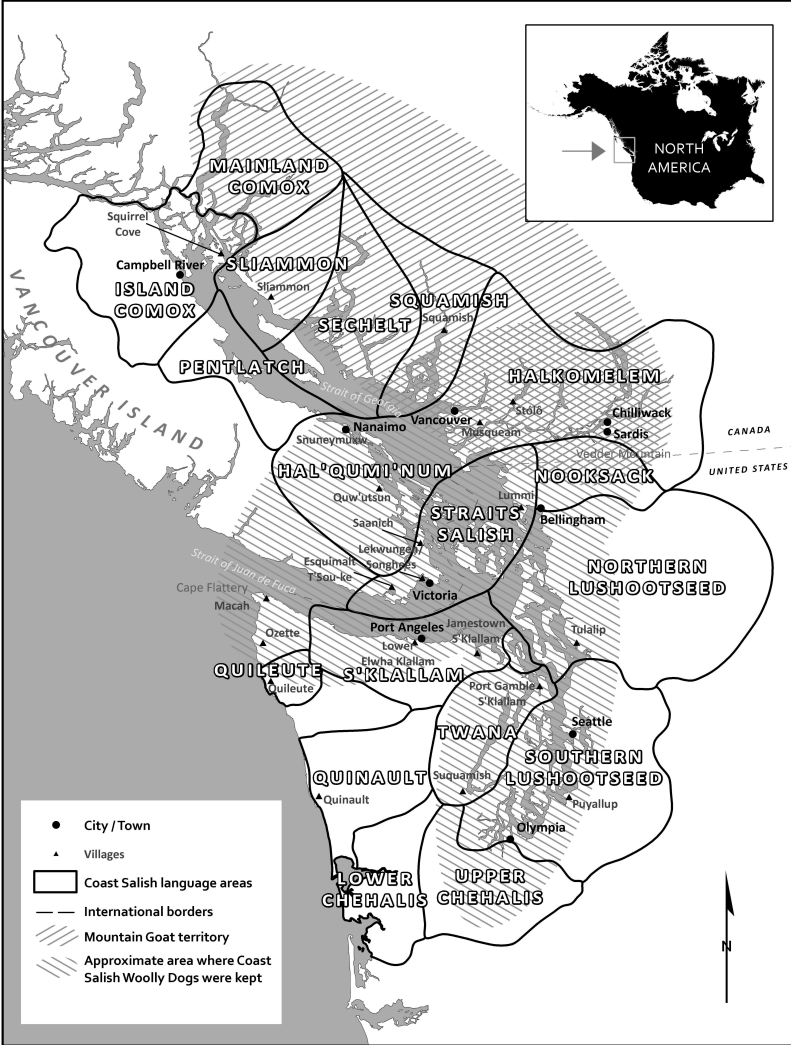 NORTH
AMERICA
MAINLAND
COMOX
Squirrel
Cove
Campbell River
SLIAMMON
Sliammon
ISLAND
COMOX
SQUAMISH
Squamish
SECHELT
VANCOUVER ISLAND
PENTLATCH
HALKOMELEM
Strait of Georgia
Stólō
Vancouver
Chilliwack
Nanaimo
Musqueam
Sardis
Snuneymuxw
CANADA
Vedder Mountain
UNITED STATES
HAL'QUMI'NUM
NOOKSACK
Quw'utsun
Lummi
STRAITS
SALISH
Bellingham
Saanich
Lekwungen/
Songhees
Esquimalt
T'Sou-ke
Strait of Juan de Fuca
NORTHERN
LUSHOOTSEED
Cape Flattery
Victoria
Macah
Port Angeles
Jamestown
S'Klallam
Ozette
Lower
Elwha Klallam
Tulalip
QUILEUTE
S'KLALLAM
Quileute
Port Gamble
S'Klallam
TWANA
Seattle
SOUTHERN
LUSHOOTSEED
QUINAULT
Suquamish
Quinault
Puyallup
Olympia
LOWER
CHEHALIS
UPPER
CHEHALIS
City / Town
Villages
Coast Salish language areas
International borders
Mountain Goat territory
Approximate area where Coast
Salish Woolly Dogs were kept
N